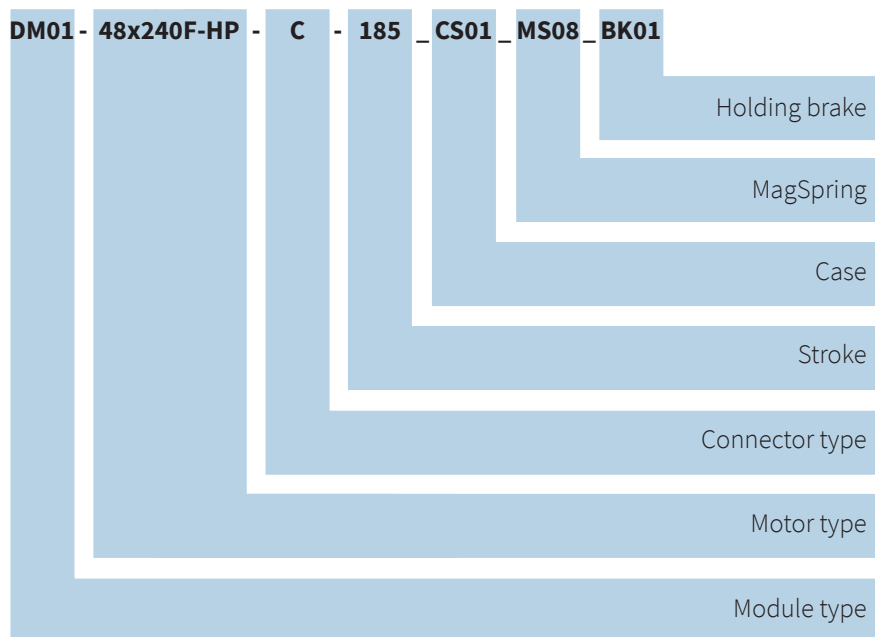 DM01 - 48x240F-HP - C - 185 _ CS01 _ MS08 _ BK01
Holding brake
MagSpring
Case
Stroke
Connector type
Motor type
Module type